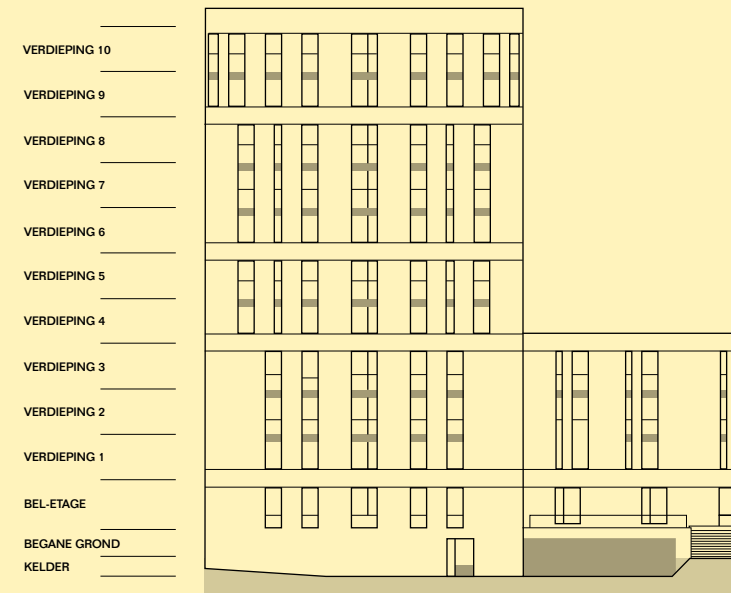 VERDIEPING 10
VERDIEPING 9
VERDIEPING 8
VERDIEPING 7
VERDIEPING 6
VERDIEPING 5
VERDIEPING 4
VERDIEPING 3
VERDIEPING 2
VERDIEPING 1
BEL-ETAGE
BEGANE GROND
KELDER